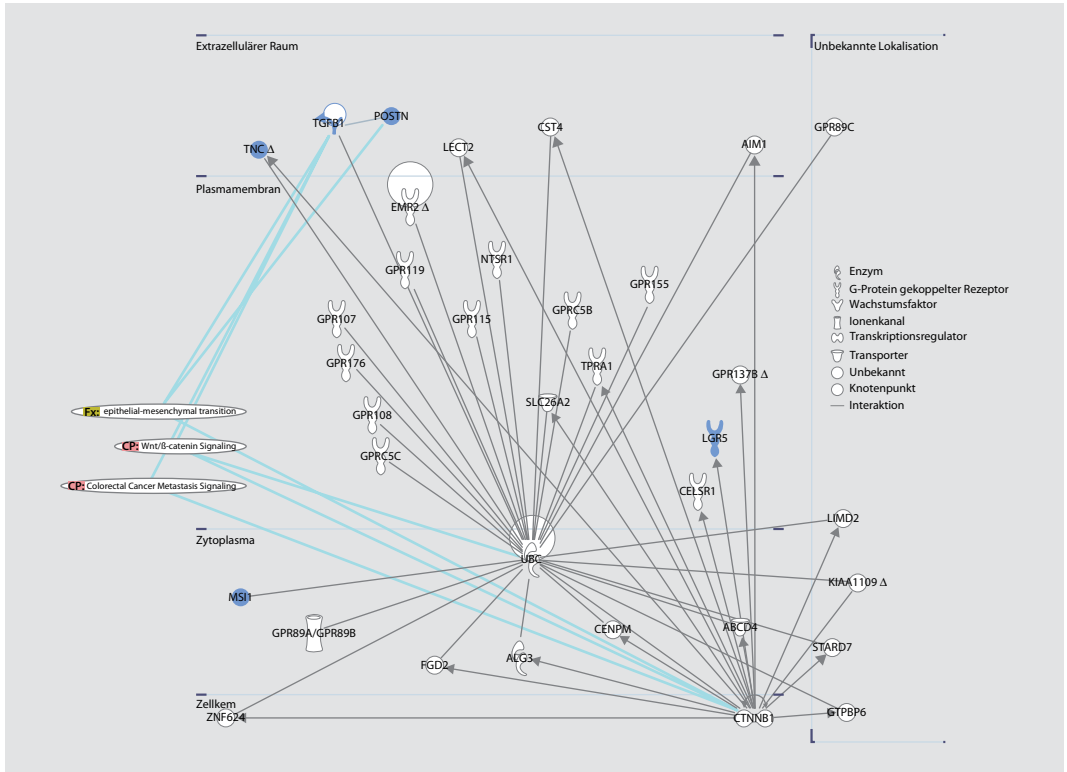 Extrazellulärer Raum
Unbekannte Lokalisation
TGFB1
POSTN
CST4
GPR89C
TNC Δ
LECT2
AIM1
Plasmamembran
EMR2 Δ
NTSR1
GPR119
GPR155
Enzym
G-Protein gekoppelter Rezeptor
Wachstumsfaktor
Ionenkanal
Transkriptionsregulator
Transporter
Unbekannt
Knotenpunkt
Interaktion
GPRC5B
GPR107
GPR115
GPR176
TPRA1
GPR137B Δ
SLC26A2
Fx: epithelial-mesenchymal transition
GPR108
LGR5
CP: Wnt/ß-catenin Signaling
GPRC5C
CP: Colorectal Cancer Metastasis Signaling
CELSR1
LIMD2
Zytoplasma
UBC
KIAA1109 Δ
MSI1
GPR89A/GPR89B
CENPM
ABCD4
STARD7
FGD2
ALG3
Zellkern
ZNF624
CTNNB1
GTPBP6